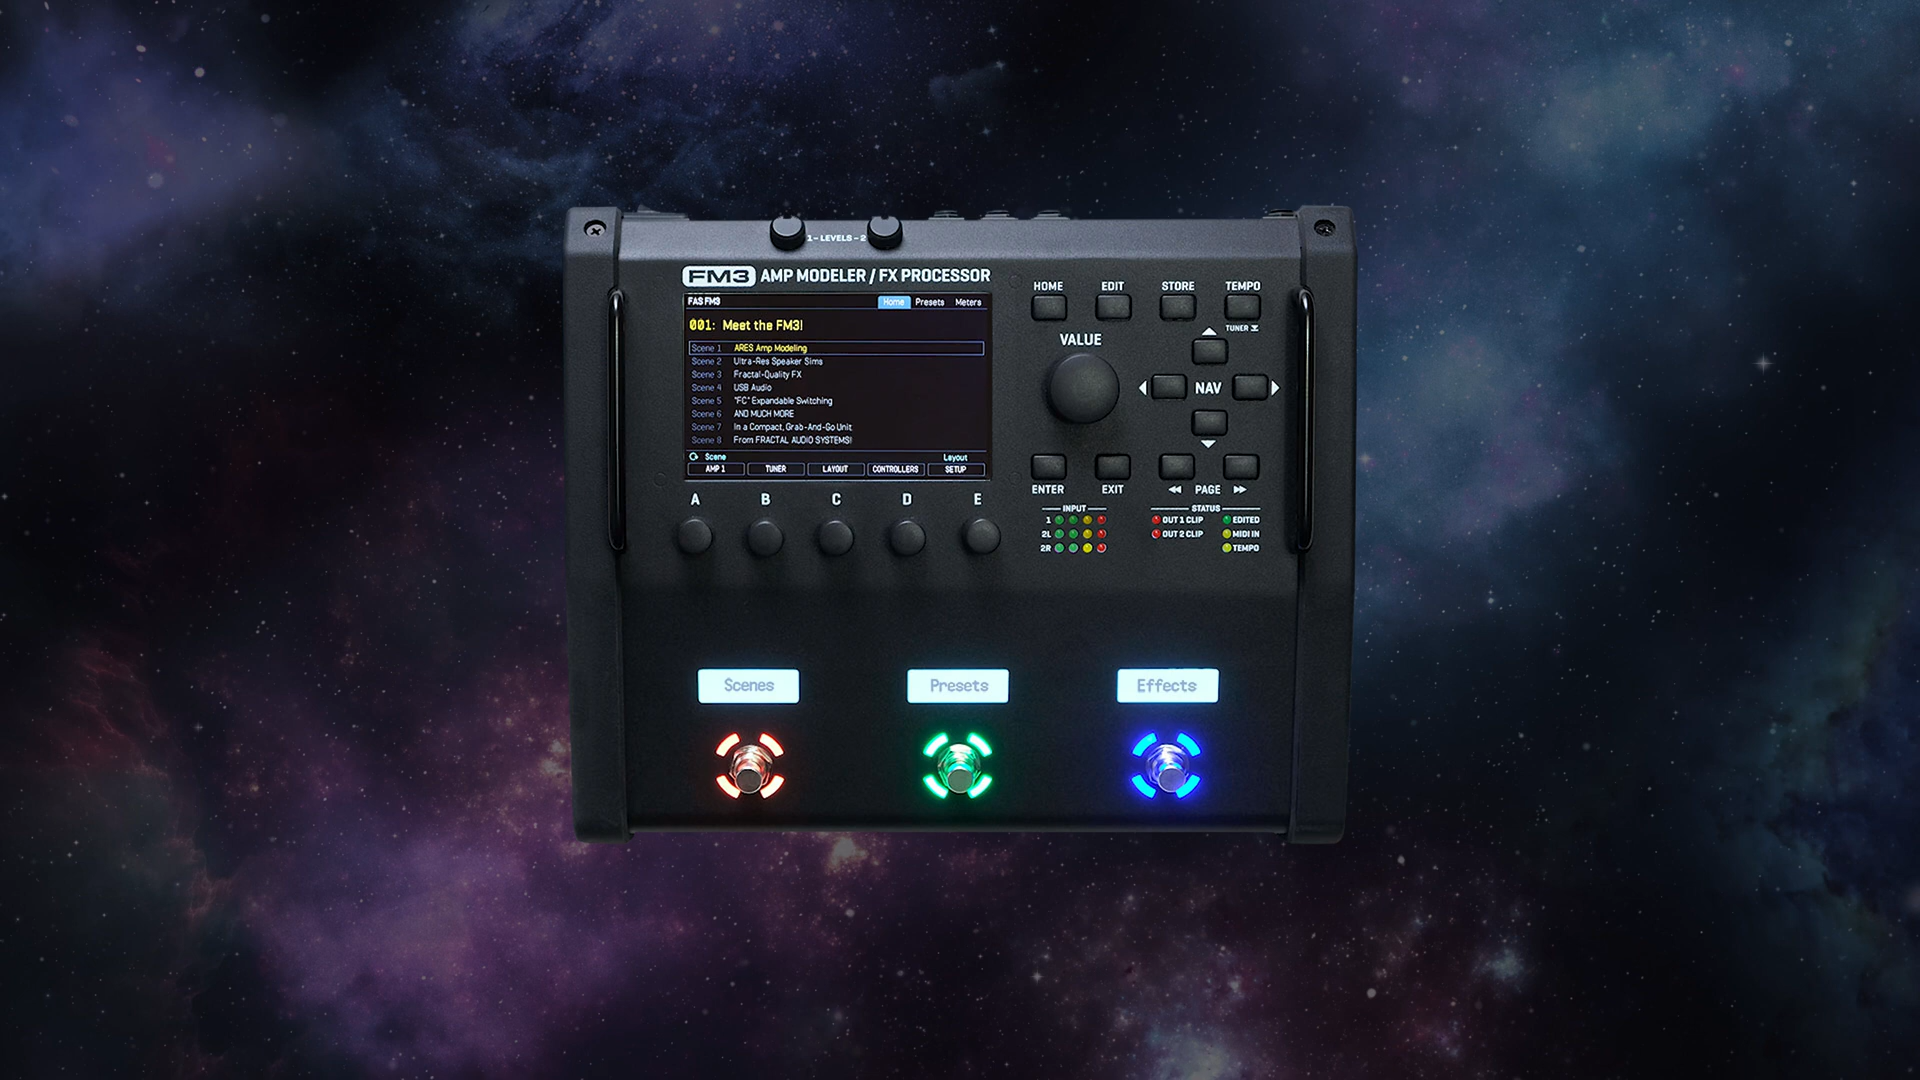 1 - LEVELS - 2
FM3 AMP MODELER / FX PROCESSOR
FAS FM3
Home Presets Meters
001: Meet the FM3!
Scene 1 ARES Amp Modeling
Scene 2 Ultra-Res Speaker Sims
Scene 3 Fractal-Quality FX
Scene 4 USB Audio
Scene 5 "FC" Expandable Switching
Scene 6 AND MUCH MORE
Scene 7 In a Compact, Grab-And-Go Unit
Scene 8 From FRACTAL AUDIO SYSTEMS!
Scene Layout
AMP 1 TUNER LAYOUT CONTROLLERS SETUP
A B C D E
HOME EDIT STORE TEMPO
TUNER
VALUE
NAV
ENTER EXIT PAGE
INPUT
1
2L
2R
STATUS
OUT 1 CLIP EDITED
OUT 2 CLIP MIDI IN
TEMPO
Scenes Presets Effects